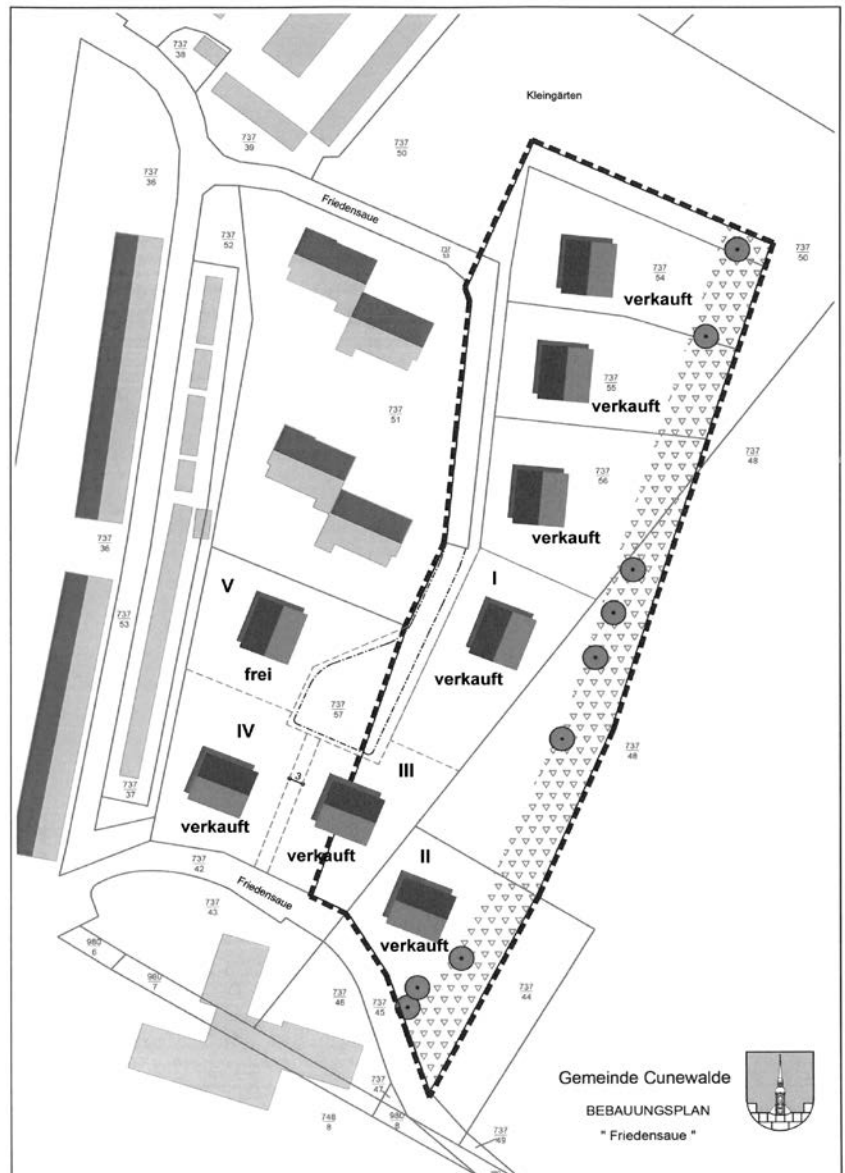 737
38
Kleingärten
737
39
737
50
737
36
Friedensaue
737
52
737
50
737
54
verkauft
737
55
verkauft
737
51
737
48
737
56
verkauft
737
36
V
I
frei
verkauft
737
53
737
57
IV
III
737
48
3
737
37
verkauft
verkauft
II
737
42
Friedensaue
737
43
verkauft
980
6
980
7
737
46
737
45
737
44
737
47
748
8
980
8
737
49
Gemeinde Cunewalde
BEBAUUNGSPLAN
" Friedensaue "